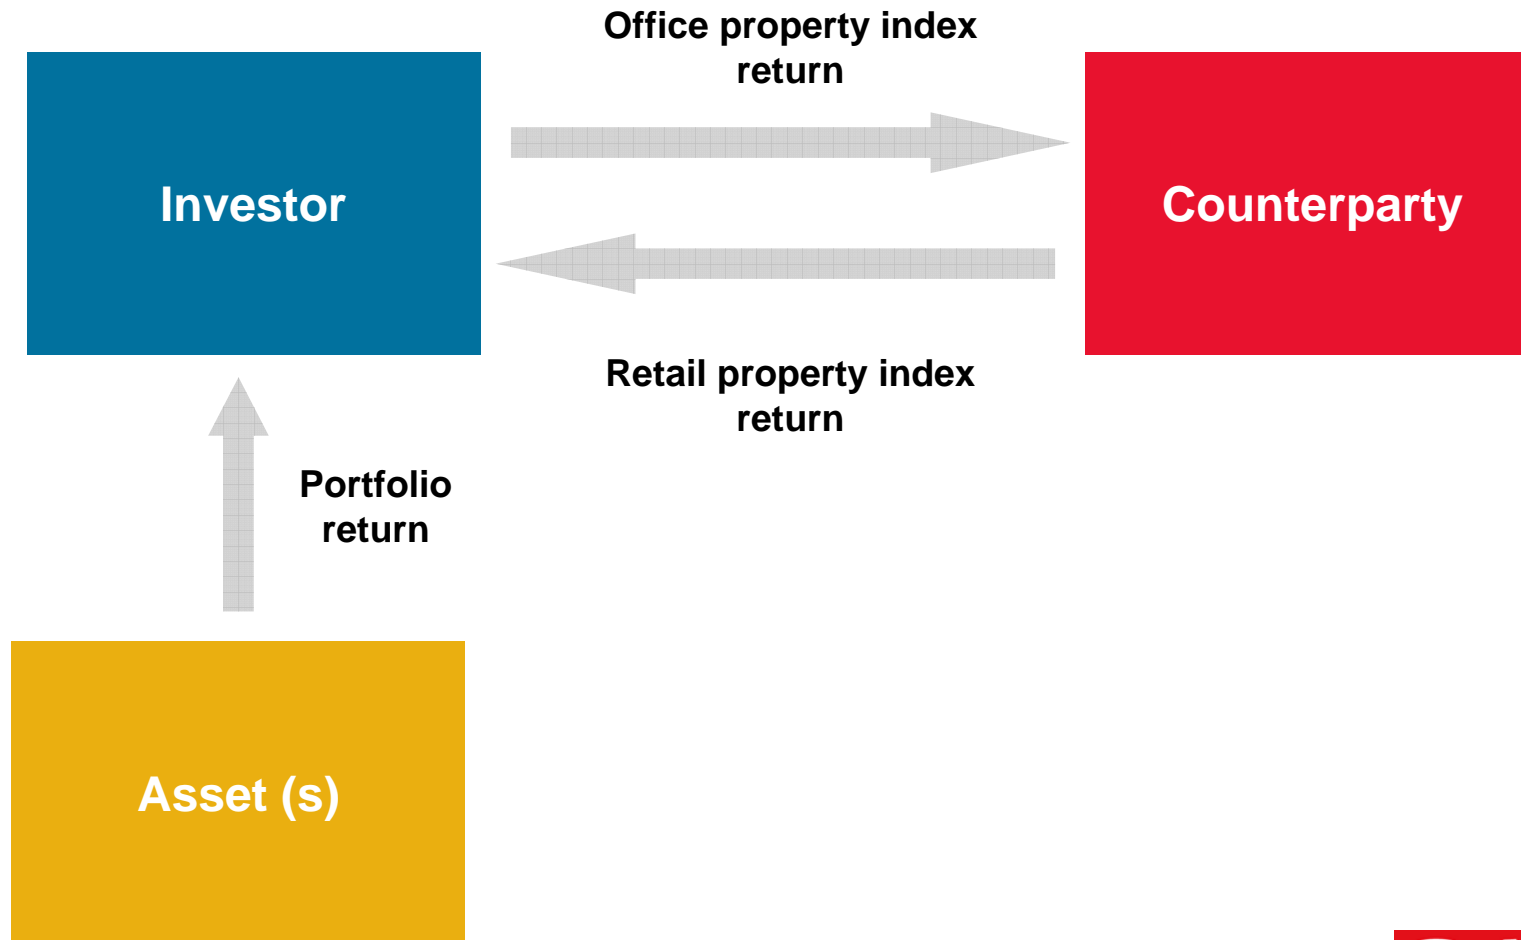 Office property index
return
Investor
Counterparty
Retail property index
return
Portfolio
return
Asset (s)